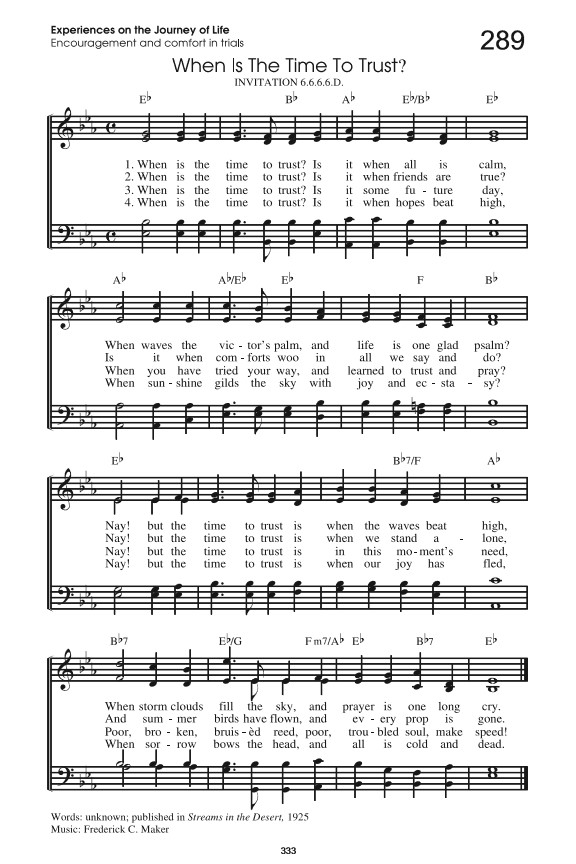 Experiences on the Journey of Life
Encouragement and comfort in trials
289
When Is The Time To Trust?
INVITATION 6.6.6.6.D.
E♭ B♭ A♭ E♭/B♭ E♭
1. When is the time to trust? Is it when all is calm,
2. When is the time to trust? Is it when friends are true?
3. When is the time to trust? Is it some fu - ture day,
4. When is the time to trust? Is it when hopes beat high,
A♭ A♭/E♭ E♭ F B♭
When waves the vic - tor's palm, and life is one glad psalm?
Is it when com - forts woo in all we say and do?
When you have tried your way, and learned to trust and pray?
When sun - shine gilds the sky with joy and ec - sta - sy?
E♭ B♭7/F A♭
Nay! but the time to trust is when the waves beat high,
Nay! but the time to trust is when we stand a - lone,
Nay! but the time to trust is in this mo - ment's need,
Nay! but the time to trust is when our joy has fled,
B♭7 E♭/G F m7/A♭ E♭ B♭7 E♭
When storm clouds fill the sky, and prayer is one long cry.
And sum - mer birds have flown, and ev - ery prop is gone.
Poor, bro - ken, bruis - èd reed, poor, trou - bled soul, make speed!
When sor - row bows the head, and all is cold and dead.
Words: unknown; published in Streams in the Desert, 1925
Music: Frederick C. Maker
333